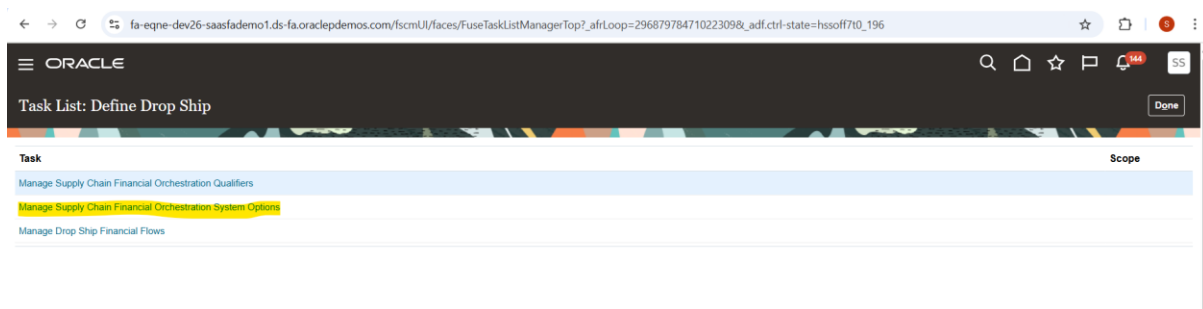 fa-eqne-dev26-saasfademo1.ds-fa.oraclepdemos.com/fscmUI/faces/FuseTaskListManagerTop?_afrLoop=29687978471022309&_adf.ctrl-state=hssoff7t0_196
S
ORACLE
144
SS
Task List: Define Drop Ship
Done
Task Scope
Manage Supply Chain Financial Orchestration Qualifiers
Manage Supply Chain Financial Orchestration System Options
Manage Drop Ship Financial Flows